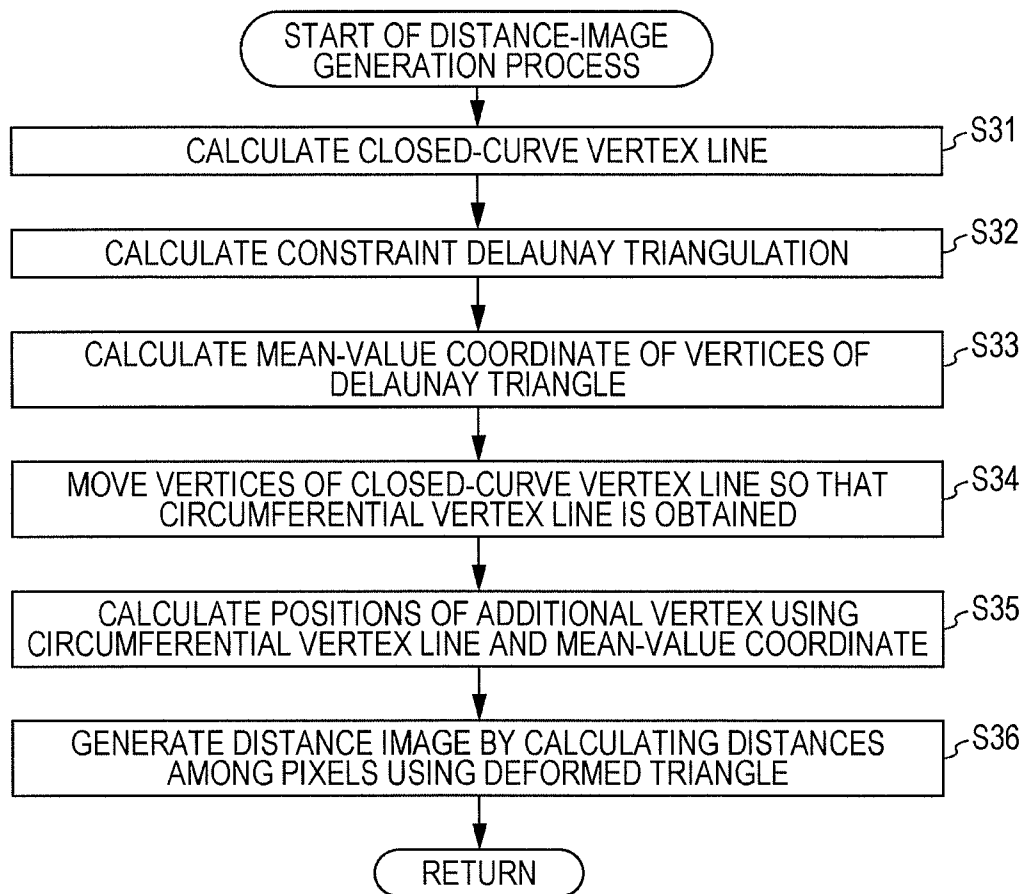 START OF DISTANCE-IMAGE
GENERATION PROCESS
CALCULATE CLOSED-CURVE VERTEX LINE
S31
CALCULATE CONSTRAINT DELAUNAY TRIANGULATION
S32
CALCULATE MEAN-VALUE COORDINATE OF VERTICES OF
DELAUNAY TRIANGLE
S33
MOVE VERTICES OF CLOSED-CURVE VERTEX LINE SO THAT
CIRCUMFERENTIAL VERTEX LINE IS OBTAINED
S34
CALCULATE POSITIONS OF ADDITIONAL VERTEX USING
CIRCUMFERENTIAL VERTEX LINE AND MEAN-VALUE COORDINATE
S35
GENERATE DISTANCE IMAGE BY CALCULATING DISTANCES
AMONG PIXELS USING DEFORMED TRIANGLE
S36
RETURN